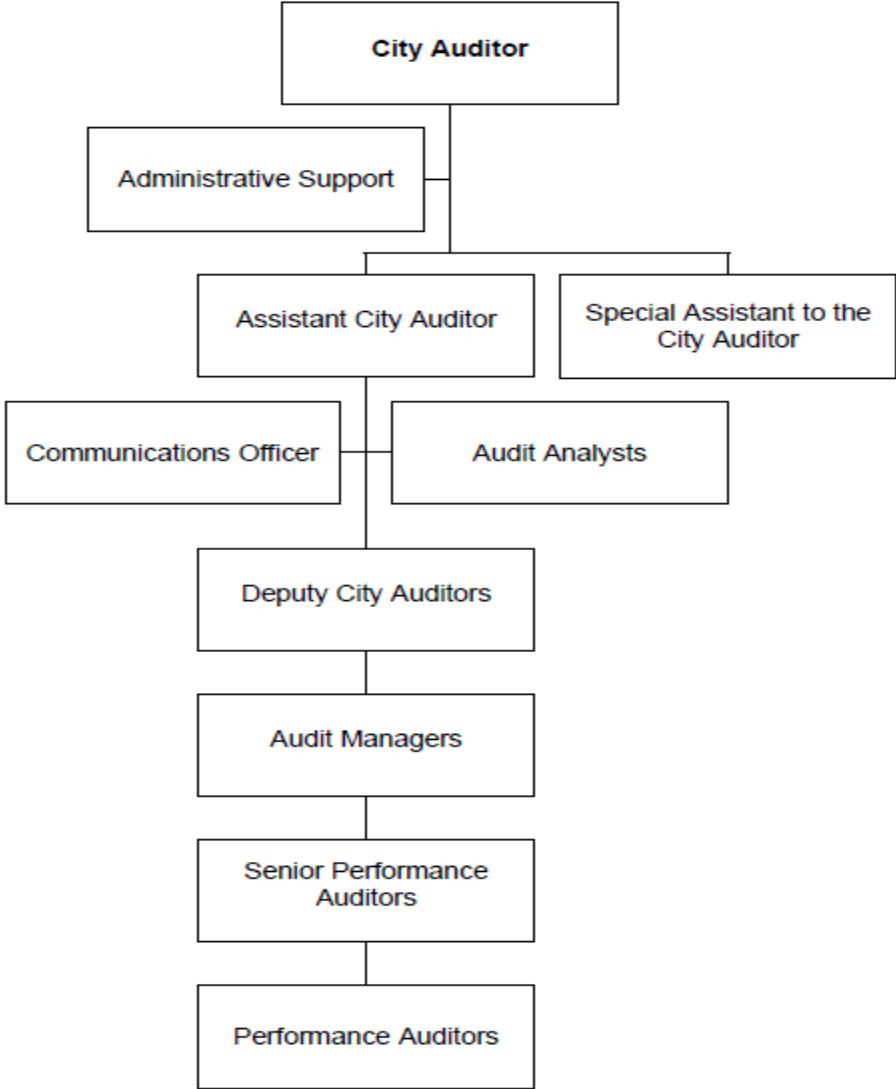 City Auditor
Administrative Support
Assistant City Auditor
Special Assistant to the
City Auditor
Communications Officer
Audit Analysts
Deputy City Auditors
Audit Managers
Senior Performance
Auditors
Performance Auditors